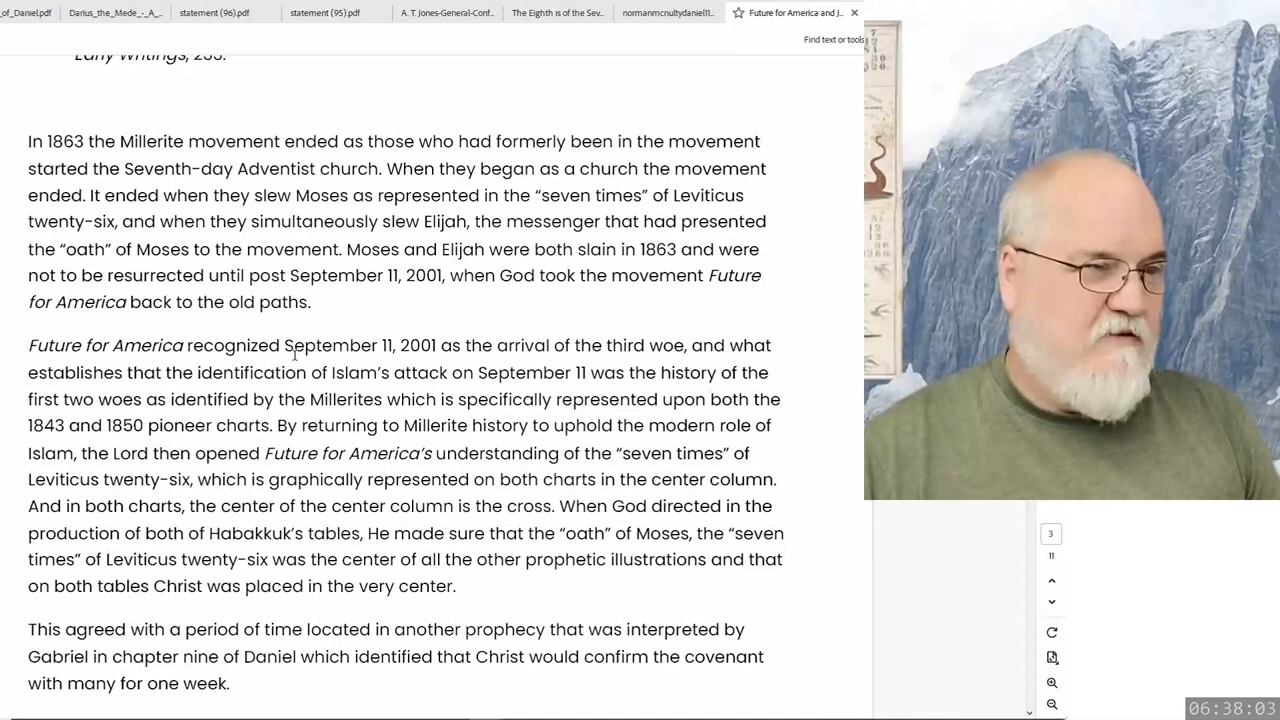 _of_Daniel.pdf
Darius_the_Mede_-_A_...
statement (96).pdf
statement (95).pdf
A. T. Jones-General-Conf...
The Eighth is of the Sev...
normanmcnultydaniel11...
Future for America and J...
Find text or tools
Early Writings, 255.
In 1863 the Millerite movement ended as those who had formerly been in the movement
started the Seventh-day Adventist church. When they began as a church the movement
ended. It ended when they slew Moses as represented in the “seven times” of Leviticus
twenty-six, and when they simultaneously slew Elijah, the messenger that had presented
the “oath” of Moses to the movement. Moses and Elijah were both slain in 1863 and were
not to be resurrected until post September 11, 2001, when God took the movement Future
for America back to the old paths.
Future for America recognized September 11, 2001 as the arrival of the third woe, and what
establishes that the identification of Islam’s attack on September 11 was the history of the
first two woes as identified by the Millerites which is specifically represented upon both the
1843 and 1850 pioneer charts. By returning to Millerite history to uphold the modern role of
Islam, the Lord then opened Future for America’s understanding of the “seven times” of
Leviticus twenty-six, which is graphically represented on both charts in the center column.
And in both charts, the center of the center column is the cross. When God directed in the
production of both of Habakkuk’s tables, He made sure that the “oath” of Moses, the “seven
times” of Leviticus twenty-six was the center of all the other prophetic illustrations and that
on both tables Christ was placed in the very center.
This agreed with a period of time located in another prophecy that was interpreted by
Gabriel in chapter nine of Daniel which identified that Christ would confirm the covenant
with many for one week.
3
11
06:38:03